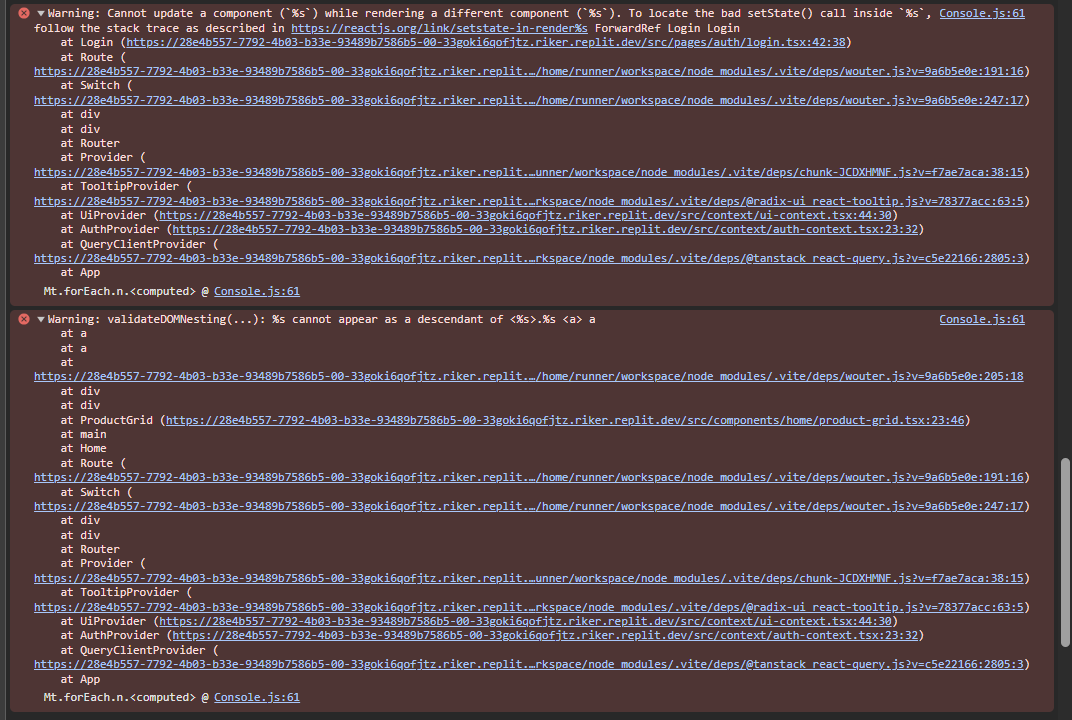 Warning: Cannot update a component (`%s`) while rendering a different component (`%s`). To locate the bad setState() call inside `%s`, Console.js:61
follow the stack trace as described in https://reactjs.org/link/setstate-in-render%s ForwardRef Login Login
at Login (https://28e4b557-7792-4b03-b33e-93489b7586b5-00-33goki6qofjtz.riker.replit.dev/src/pages/auth/login.tsx:42:38)
at Route (
https://28e4b557-7792-4b03-b33e-93489b7586b5-00-33goki6qofjtz.riker.replit.…/home/runner/workspace/node_modules/.vite/deps/wouter.js?v=9a6b5e0e:191:16)
at Switch (
https://28e4b557-7792-4b03-b33e-93489b7586b5-00-33goki6qofjtz.riker.replit.…/home/runner/workspace/node_modules/.vite/deps/wouter.js?v=9a6b5e0e:247:17)
at div
at div
at Router
at Provider (
https://28e4b557-7792-4b03-b33e-93489b7586b5-00-33goki6qofjtz.riker.replit.…unner/workspace/node_modules/.vite/deps/chunk-JCDXHMNF.js?v=f7ae7aca:38:15)
at TooltipProvider (
https://28e4b557-7792-4b03-b33e-93489b7586b5-00-33goki6qofjtz.riker.replit.…rkspace/node_modules/.vite/deps/@radix-ui_react-tooltip.js?v=78377acc:63:5)
at UiProvider (https://28e4b557-7792-4b03-b33e-93489b7586b5-00-33goki6qofjtz.riker.replit.dev/src/context/ui-context.tsx:44:30)
at AuthProvider (https://28e4b557-7792-4b03-b33e-93489b7586b5-00-33goki6qofjtz.riker.replit.dev/src/context/auth-context.tsx:23:32)
at QueryClientProvider (
https://28e4b557-7792-4b03-b33e-93489b7586b5-00-33goki6qofjtz.riker.replit.…rkspace/node_modules/.vite/deps/@tanstack_react-query.js?v=c5e22166:2805:3)
at App
Mt.forEach.n.<computed> @ Console.js:61
Warning: validateDOMNesting(...): %s cannot appear as a descendant of <%s>.%s <a> a Console.js:61
at a
at a
at
https://28e4b557-7792-4b03-b33e-93489b7586b5-00-33goki6qofjtz.riker.replit.…/home/runner/workspace/node_modules/.vite/deps/wouter.js?v=9a6b5e0e:205:18
at div
at div
at ProductGrid (https://28e4b557-7792-4b03-b33e-93489b7586b5-00-33goki6qofjtz.riker.replit.dev/src/components/home/product-grid.tsx:23:46)
at main
at Home
at Route (
https://28e4b557-7792-4b03-b33e-93489b7586b5-00-33goki6qofjtz.riker.replit.…/home/runner/workspace/node_modules/.vite/deps/wouter.js?v=9a6b5e0e:191:16)
at Switch (
https://28e4b557-7792-4b03-b33e-93489b7586b5-00-33goki6qofjtz.riker.replit.…/home/runner/workspace/node_modules/.vite/deps/wouter.js?v=9a6b5e0e:247:17)
at div
at div
at Router
at Provider (
https://28e4b557-7792-4b03-b33e-93489b7586b5-00-33goki6qofjtz.riker.replit.…unner/workspace/node_modules/.vite/deps/chunk-JCDXHMNF.js?v=f7ae7aca:38:15)
at TooltipProvider (
https://28e4b557-7792-4b03-b33e-93489b7586b5-00-33goki6qofjtz.riker.replit.…rkspace/node_modules/.vite/deps/@radix-ui_react-tooltip.js?v=78377acc:63:5)
at UiProvider (https://28e4b557-7792-4b03-b33e-93489b7586b5-00-33goki6qofjtz.riker.replit.dev/src/context/ui-context.tsx:44:30)
at AuthProvider (https://28e4b557-7792-4b03-b33e-93489b7586b5-00-33goki6qofjtz.riker.replit.dev/src/context/auth-context.tsx:23:32)
at QueryClientProvider (
https://28e4b557-7792-4b03-b33e-93489b7586b5-00-33goki6qofjtz.riker.replit.…rkspace/node_modules/.vite/deps/@tanstack_react-query.js?v=c5e22166:2805:3)
at App
Mt.forEach.n.<computed> @ Console.js:61